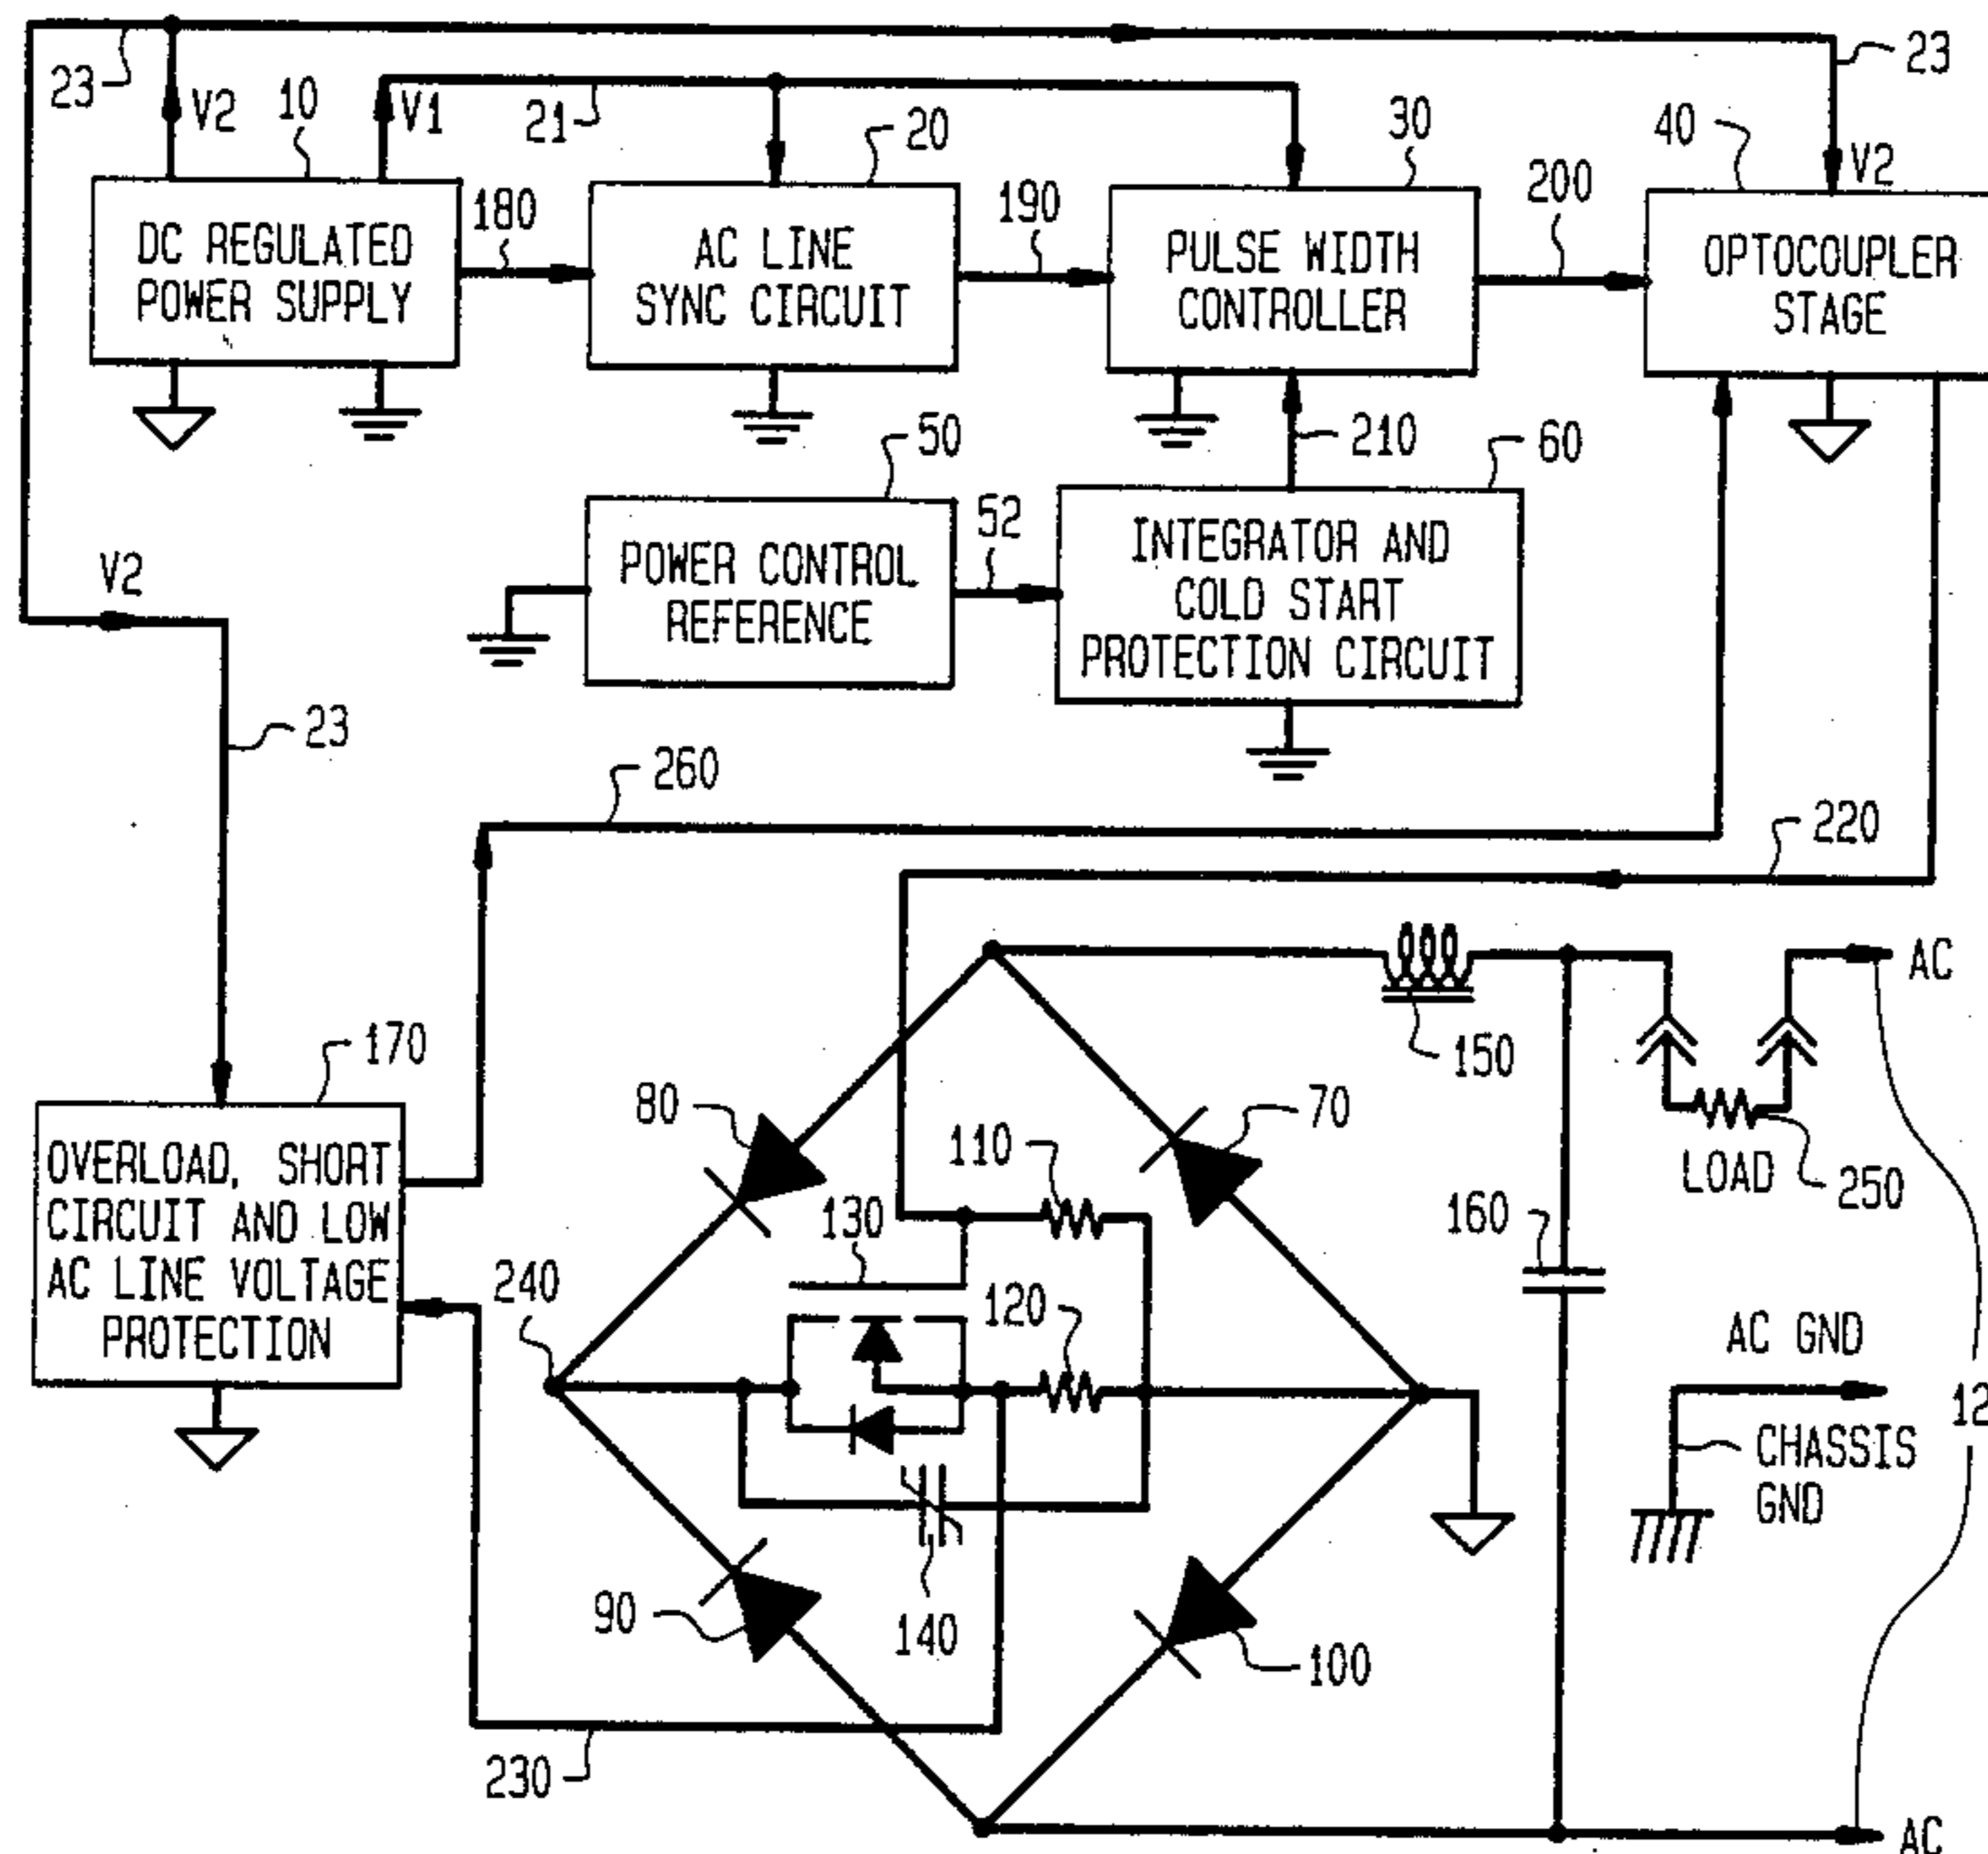 23
V2
10
V1
21
20
30
40
23
V2
DC REGULATED
POWER SUPPLY
180
AC LINE
SYNC CIRCUIT
190
PULSE WIDTH
CONTROLLER
200
OPTOCOUPLER
STAGE
50
210
60
POWER CONTROL
REFERENCE
52
INTEGRATOR AND
COLD START
PROTECTION CIRCUIT
V2
23
260
220
170
OVERLOAD, SHORT
CIRCUIT AND LOW
AC LINE VOLTAGE
PROTECTION
80
70
110
130
240
120
140
90
100
230
150
AC
LOAD
250
160
AC GND
12
CHASSIS
GND
AC